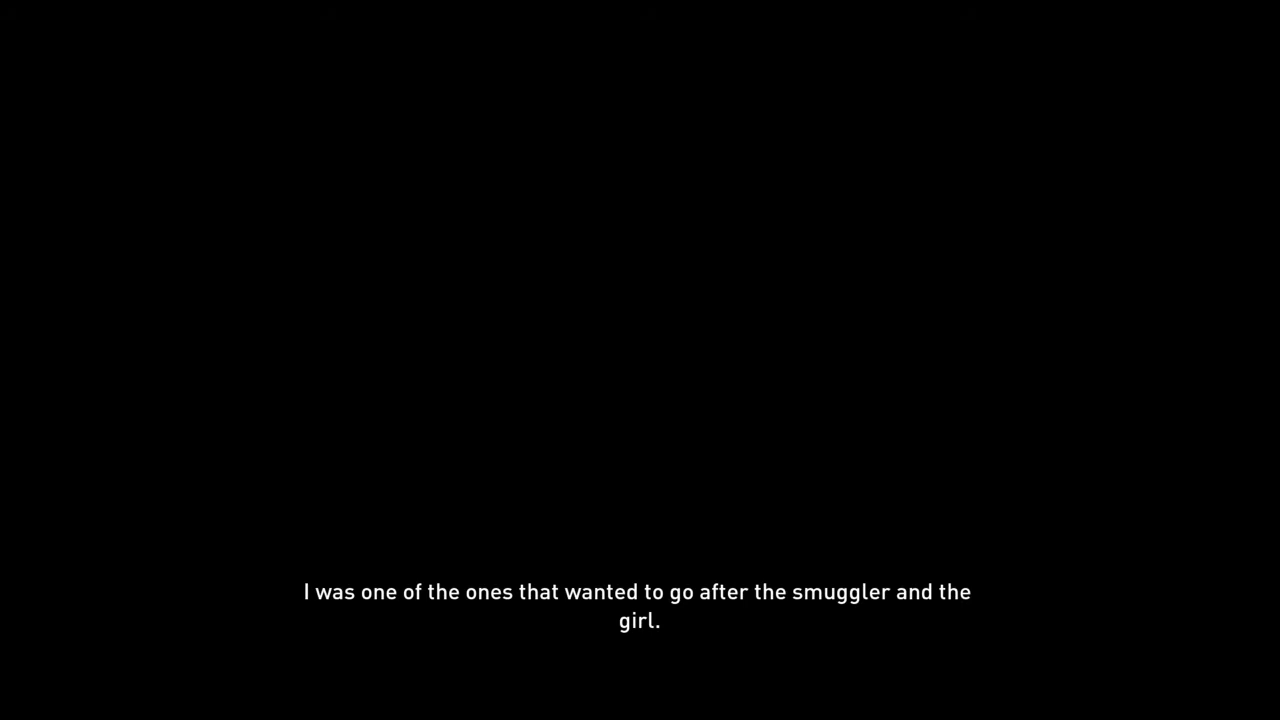 I was one of the ones that wanted to go after the smuggler and the
girl.